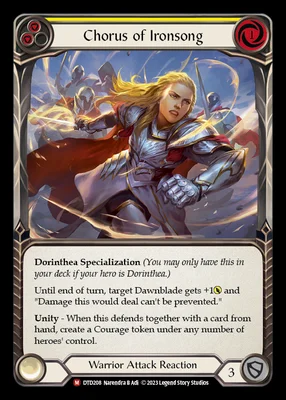 Chorus of Ironsong
1
Dorinthea Specialization (You may only have this in
your deck if your hero is Dorinthea.)
Until end of turn, target Dawnblade gets +1 and
"Damage this would deal can't be prevented."
Unity - When this defends together with a card from
hand, create a Courage token under any number of
heroes' control.
Warrior Attack Reaction
3
M DTD208 Narendra B Adi © 2023 Legend Story Studios